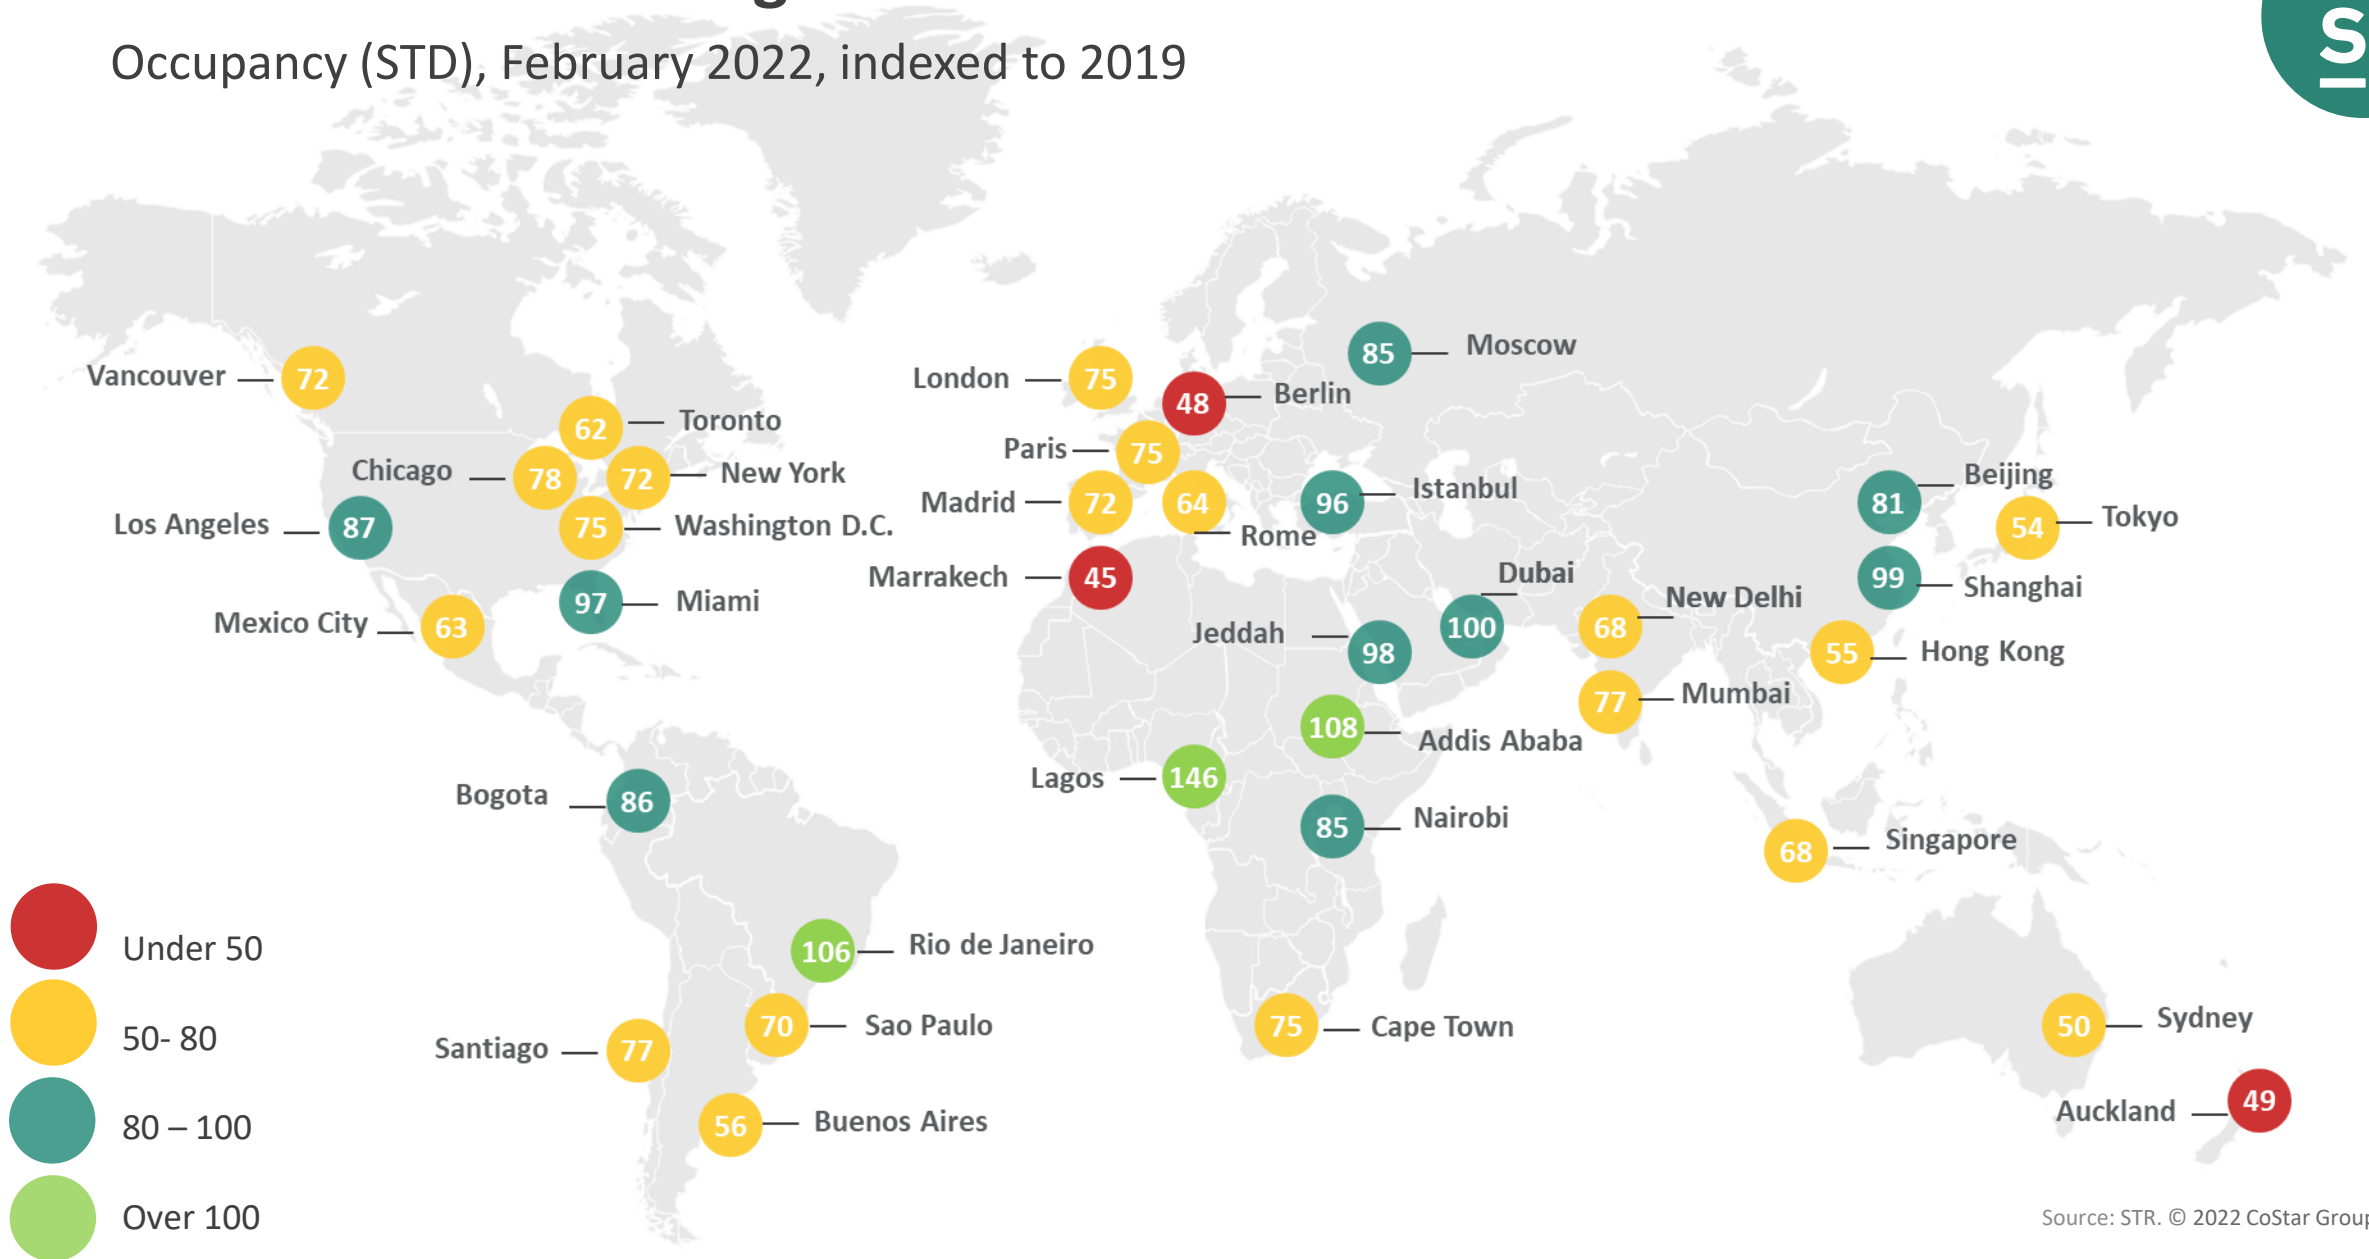 Occupancy (STD), February 2022, indexed to 2019
S
Vancouver 72
62 Toronto
Chicago 78
72 New York
Los Angeles 87
75 Washington D.C.
97 Miami
Mexico City 63
Bogota 86
106 Rio de Janeiro
70 Sao Paulo
Santiago 77
56 Buenos Aires
London 75
48 Berlin
85 Moscow
Paris 75
Madrid 72
64 Rome
96 Istanbul
Marrakech 45
Jeddah 98
Dubai 100
108 Addis Ababa
Lagos 146
85 Nairobi
75 Cape Town
68 New Delhi
77 Mumbai
81 Beijing
54 Tokyo
99 Shanghai
55 Hong Kong
68 Singapore
50 Sydney
Auckland 49
Under 50
50- 80
80 – 100
Over 100
Source: STR. © 2022 CoStar Group